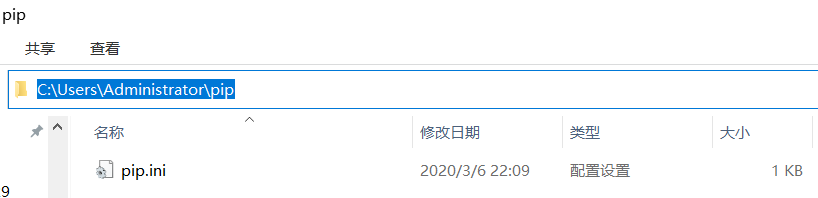 pip
共享 查看
C:\Users\Administrator\pip
名称 修改日期 类型 大小
pip.ini 2020/3/6 22:09 配置设置 1 KB
9